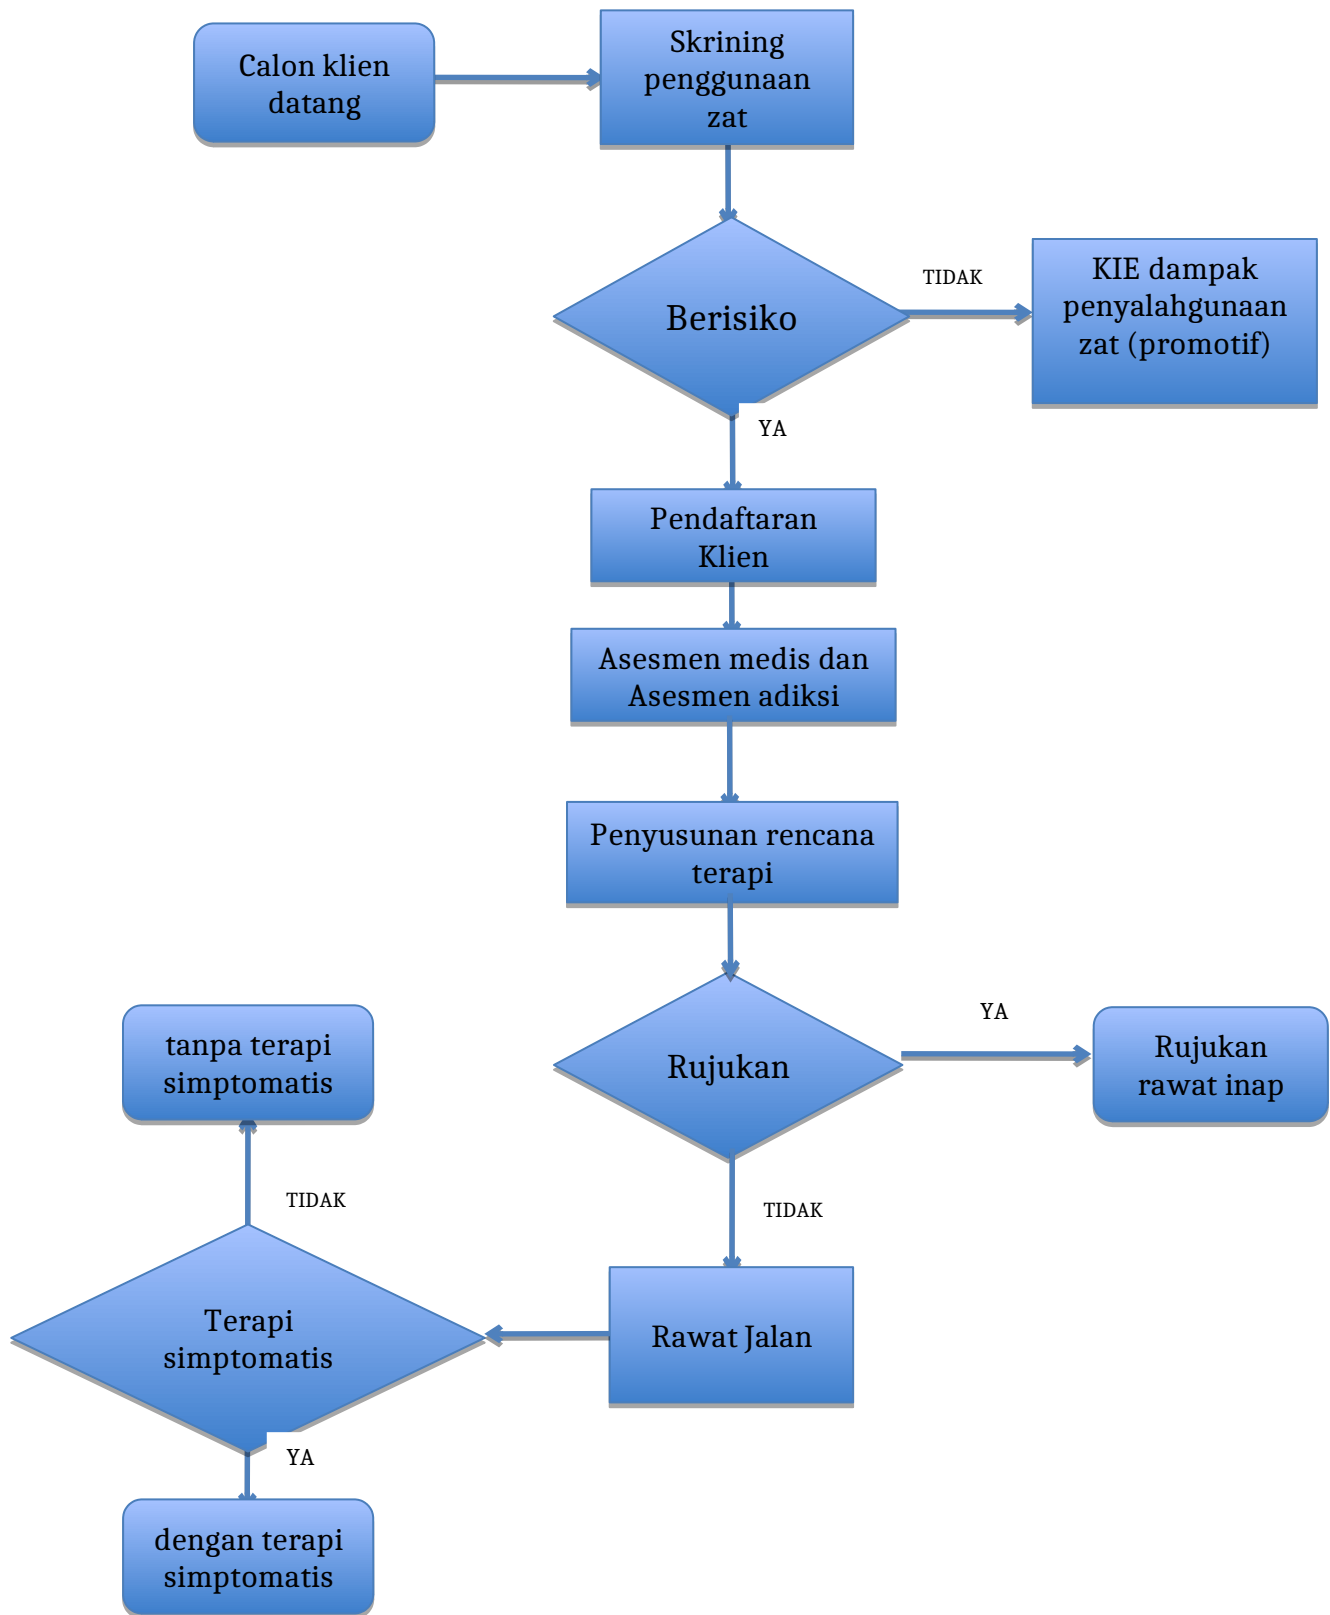 Calon klien
datang
Skrining
penggunaan
zat
Berisiko
TIDAK
KIE dampak
penyalahgunaan
zat (promotif)
YA
Pendaftaran
Klien
Asesmen medis dan
Asesmen adiksi
Penyusunan rencana
terapi
Rujukan
YA
Rujukan
rawat inap
TIDAK
Rawat Jalan
Terapi
simptomatis
TIDAK
tanpa terapi
simptomatis
YA
dengan terapi
simptomatis